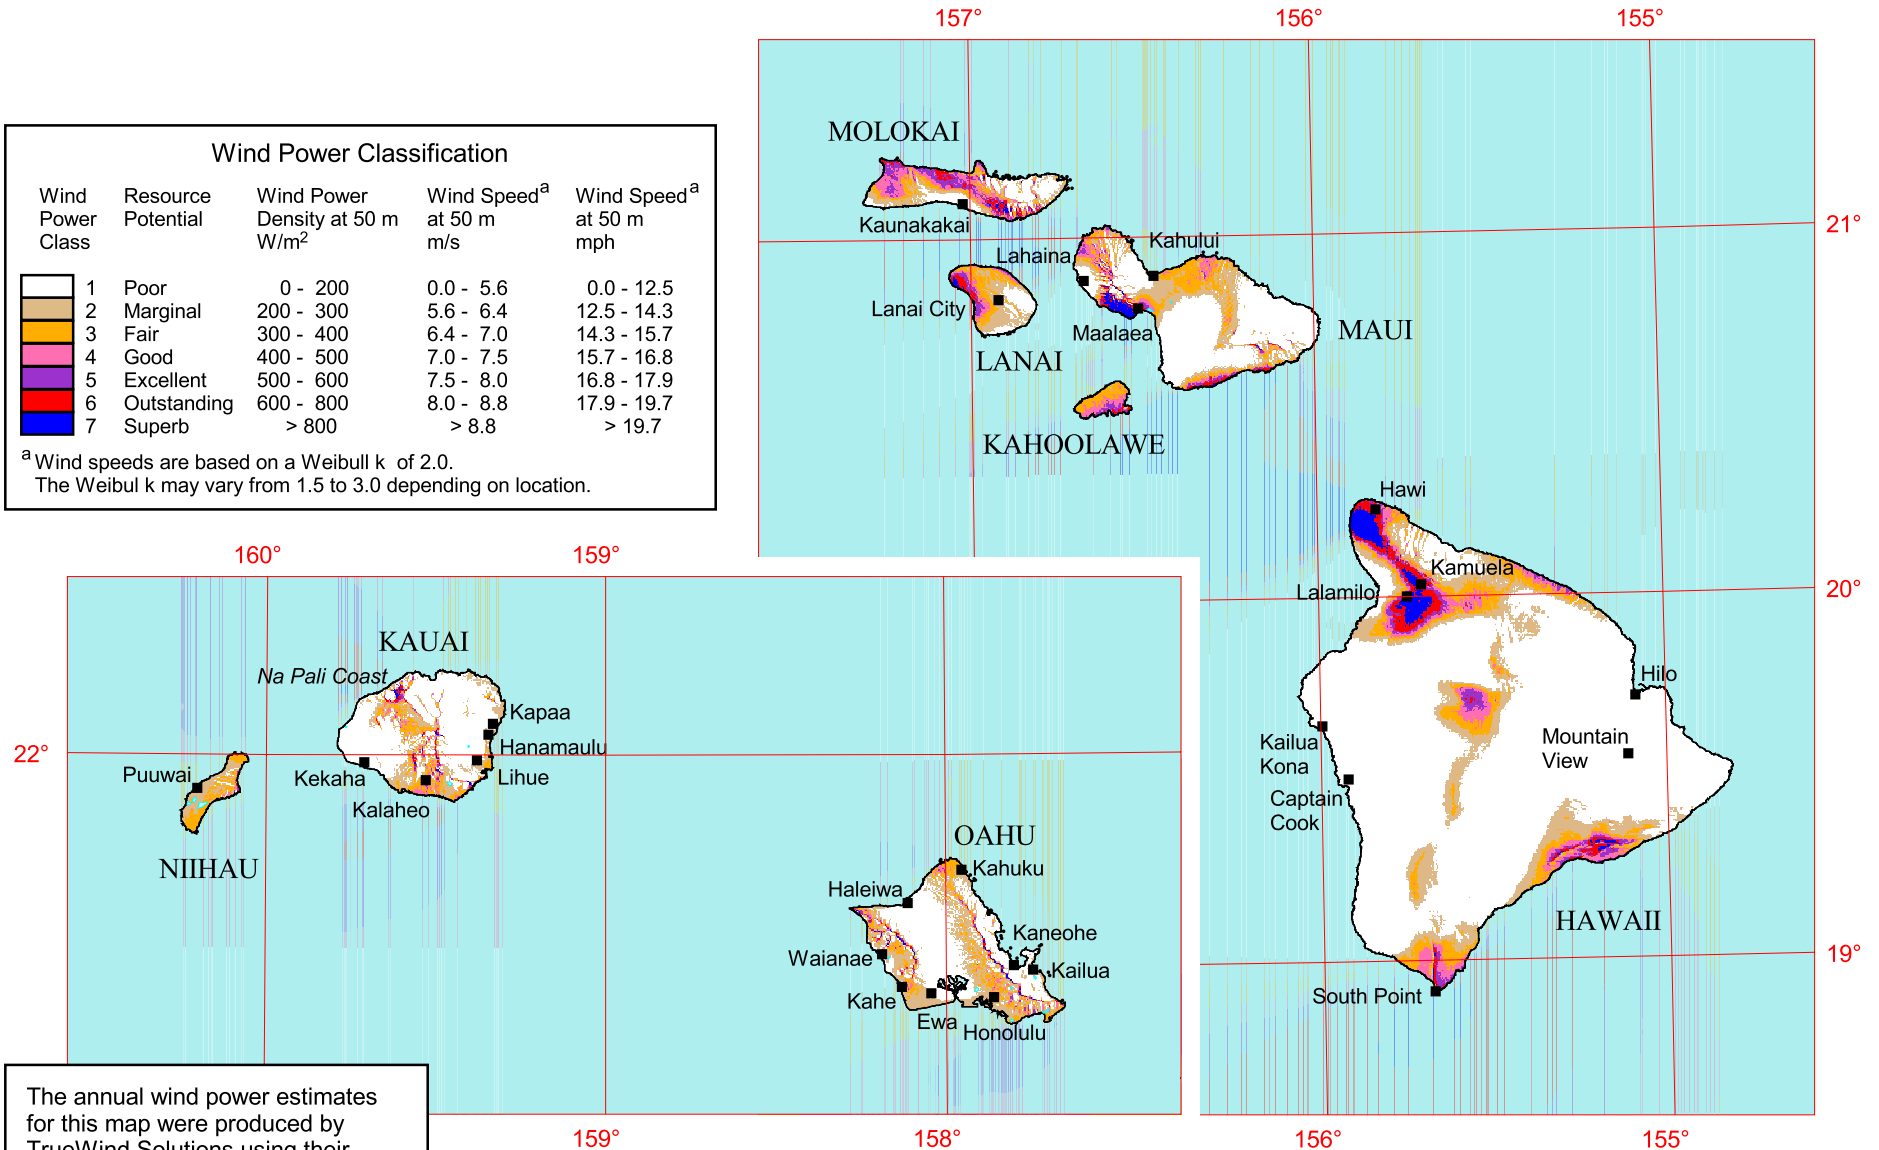 Wind Power Classification
Wind Power Class
Resource Potential
Wind Power Density at 50 m W/m2
Wind Speed a at 50 m m/s
Wind Speed a at 50 m mph
1 Poor 0 - 200 0.0 - 5.6 0.0 - 12.5
2 Marginal 200 - 300 5.6 - 6.4 12.5 - 14.3
3 Fair 300 - 400 6.4 - 7.0 14.3 - 15.7
4 Good 400 - 500 7.0 - 7.5 15.7 - 16.8
5 Excellent 500 - 600 7.5 - 8.0 16.8 - 17.9
6 Outstanding 600 - 800 8.0 - 8.8 17.9 - 19.7
7 Superb > 800 > 8.8 > 19.7
a Wind speeds are based on a Weibull k of 2.0.
The Weibul k may vary from 1.5 to 3.0 depending on location.
157° 156° 155°
MOLOKAI
Kaunakakai
21°
Lahaina
Kahului
Lanai City
Maalaea
MAUI
LANAI
KAHOOLAWE
Hawi
Kamuela
Lalamilo
20°
Hilo
Kailua
Kona
Mountain
View
Captain
Cook
HAWAII
19°
South Point
156° 155°
160° 159°
KAUAI
Na Pali Coast
Kapaa
Hanamaulu
22°
Puuwai
Kekaha
Lihue
Kalaheo
NIIHAU
OAHU
Kahuku
Haleiwa
Kaneohe
Waianae
Kailua
Kahe
Ewa
Honolulu
159° 158°
The annual wind power estimates
for this map were produced by
TrueWind Solutions using their